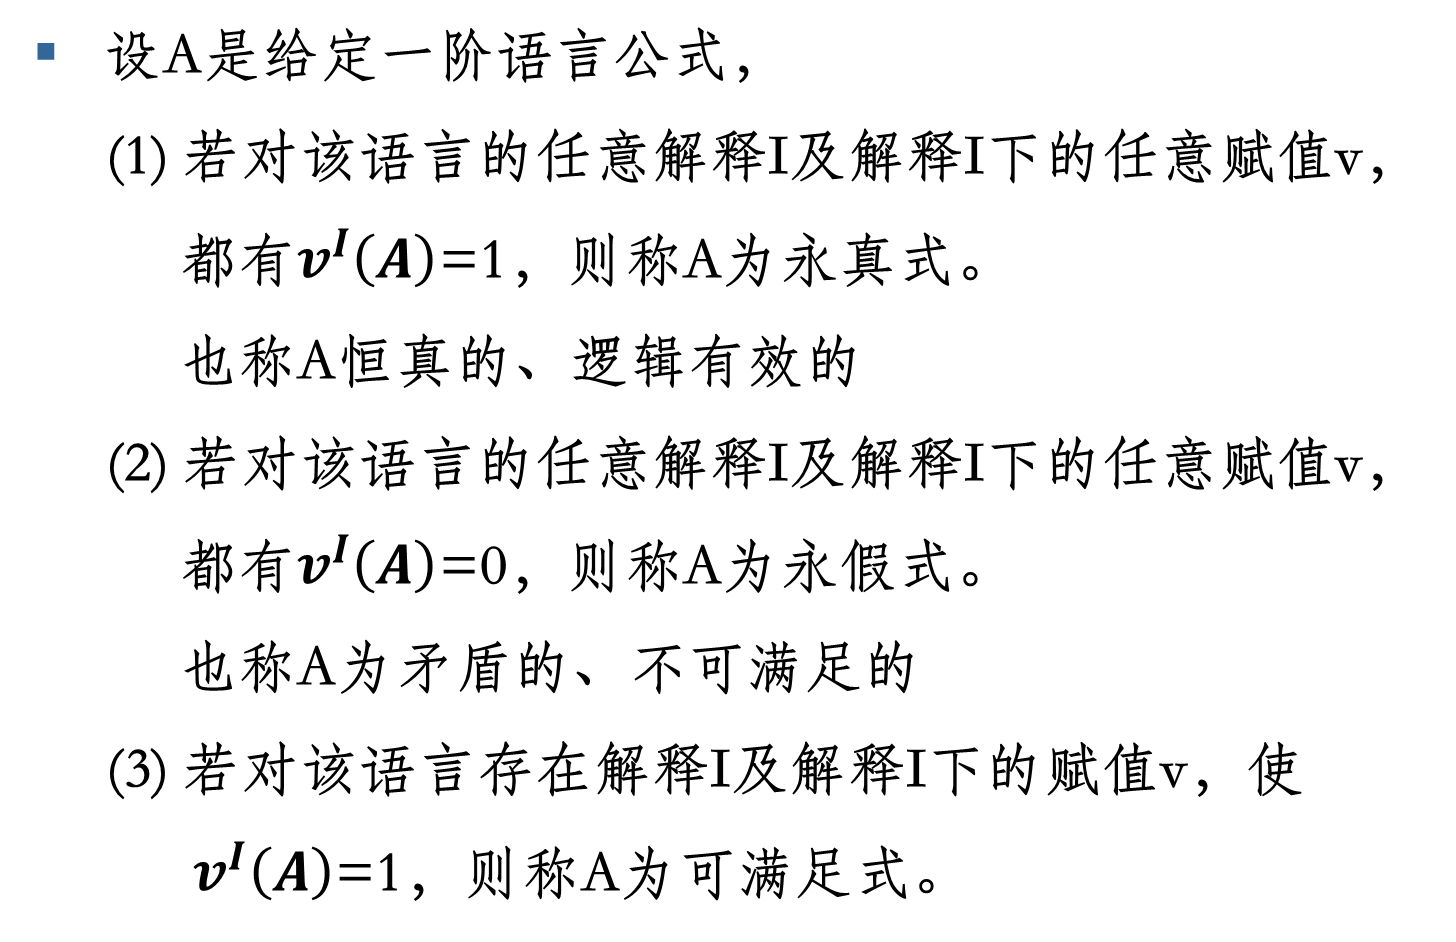 设A是给定一阶语言公式，
(1) 若对该语言的任意解释I及解释I下的任意赋值v，
都有v^I(A)=1，则称A为永真式。
也称A恒真的、逻辑有效的
(2) 若对该语言的任意解释I及解释I下的任意赋值v，
都有v^I(A)=0，则称A为永假式。
也称A为矛盾的、不可满足的
(3) 若对该语言存在解释I及解释I下的赋值v，使
v^I(A)=1，则称A为可满足式。